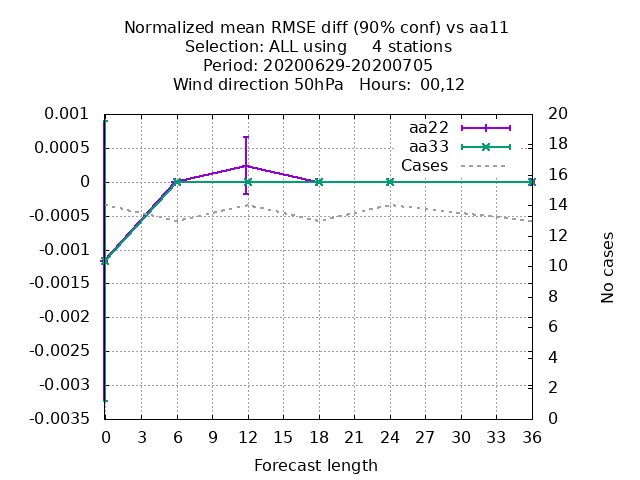 Normalized mean RMSE diff (90% conf) vs aa11
Selection: ALL using     4 stations
Period: 20200629-20200705
Wind direction 50hPa   Hours:  00,12
0.001
0.0005
0
-0.0005
-0.001
-0.0015
-0.002
-0.0025
-0.003
-0.0035
aa22
aa33
Cases
20
18
16
14
12
10
8
6
4
2
0
No cases
0 3 6 9 12 15 18 21 24 27 30 33 36
Forecast length